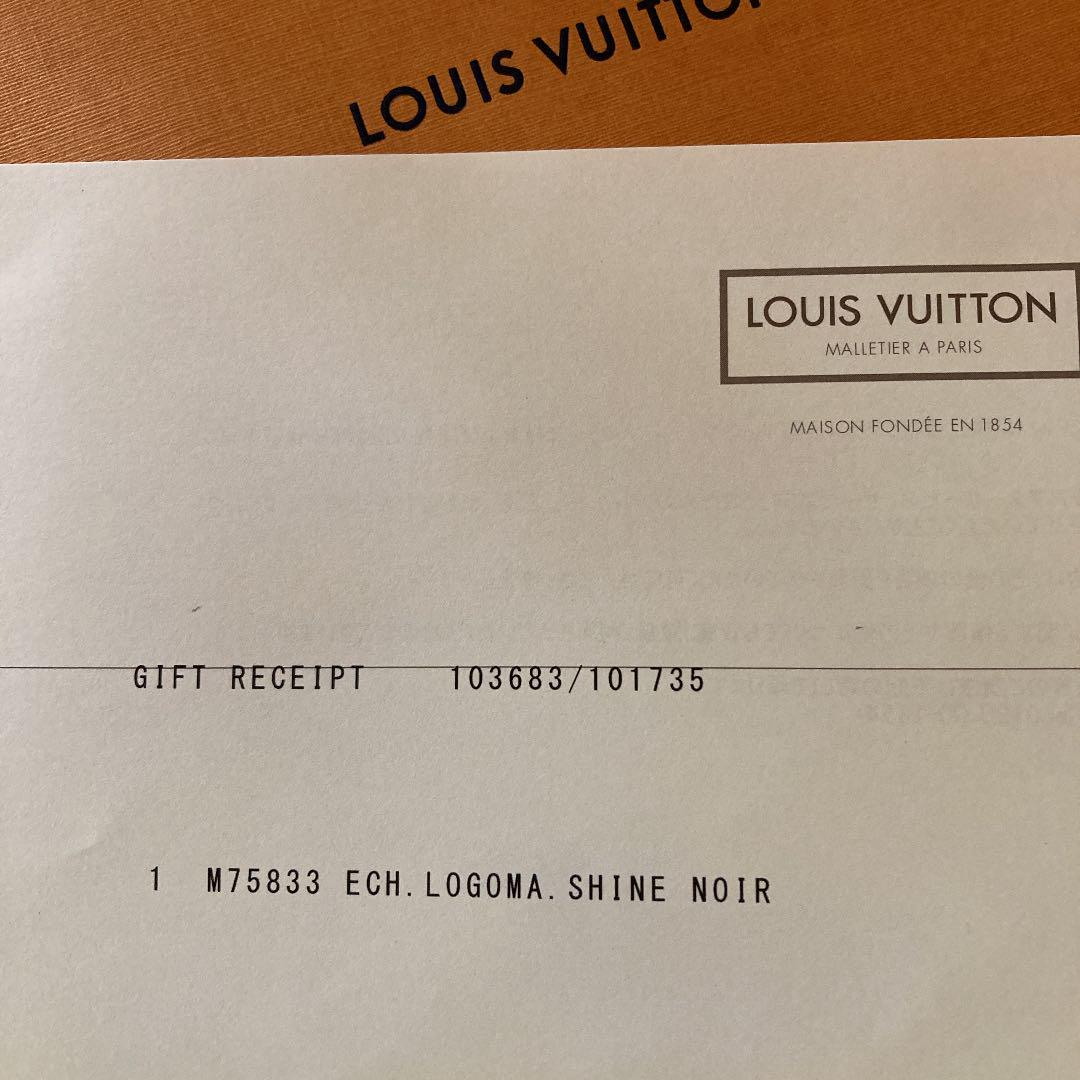 LOUIS VUITTO
LOUIS VUITTON
MALLETIER A PARIS
MAISON FONDÉE EN 1854
GIFT RECEIPT 103683/101735
1 M75833 ECH.LOGOMA.SHINE NOIR